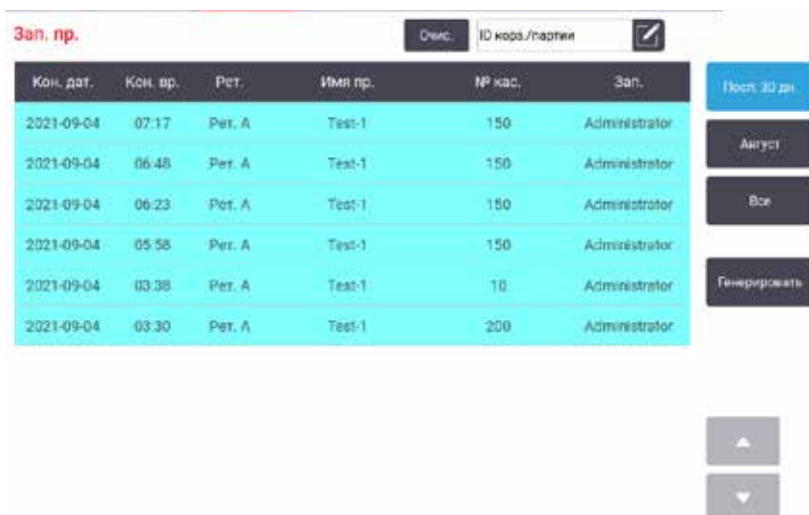 Зап. пр.
Очис.
ID корз./партии
Кон. дат. Кон. вр. Рет. Имя пр. № кас. Зап.
2021-09-04 07:17 Рет. A Test-1 150 Administrator
2021-09-04 06:48 Рет. A Test-1 150 Administrator
2021-09-04 06:23 Рет. A Test-1 150 Administrator
2021-09-04 05:58 Рет. A Test-1 150 Administrator
2021-09-04 03:38 Рет. A Test-1 10 Administrator
2021-09-04 03:30 Рет. A Test-1 200 Administrator
Посл. 30 дн.
Август
Все
Генерировать